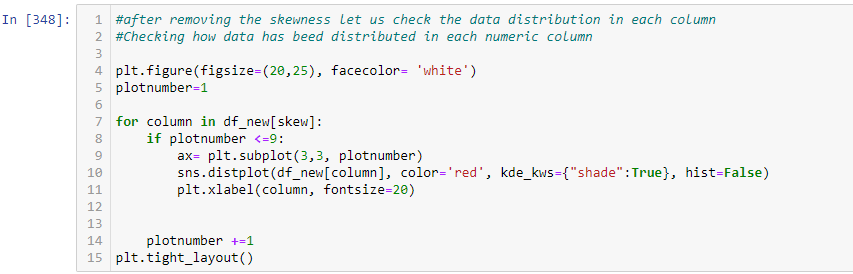 In [348]:
1 #after removing the skewness let us check the data distribution in each column
2 #Checking how data has beed distributed in each numeric column
3
4 plt.figure(figsize=(20,25), facecolor= 'white')
5 plotnumber=1
6
7 for column in df_new[skew]:
8     if plotnumber <=9:
9         ax= plt.subplot(3,3, plotnumber)
10         sns.distplot(df_new[column], color='red', kde_kws={"shade":True}, hist=False)
11         plt.xlabel(column, fontsize=20)
12
13
14     plotnumber +=1
15 plt.tight_layout()